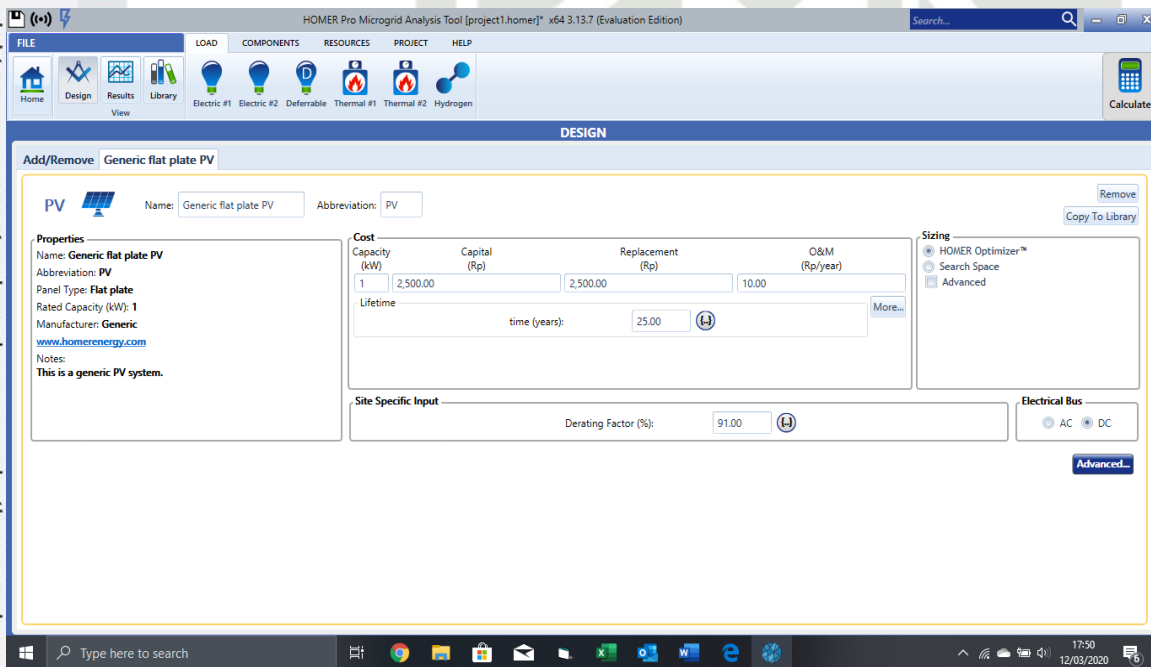 HOMER Pro Microgrid Analysis Tool [project1.homer]* x64 3.13.7 (Evaluation Edition)
Search...
FILE
LOAD COMPONENTS RESOURCES PROJECT HELP
Home
Design Results Library
View
Electric #1 Electric #2 Deferrable Thermal #1 Thermal #2 Hydrogen
Calculate
DESIGN
Add/Remove Generic flat plate PV
PV Name: Generic flat plate PV Abbreviation: PV
Remove
Copy To Library
Properties
Name: Generic flat plate PV
Abbreviation: PV
Panel Type: Flat plate
Rated Capacity (kW): 1
Manufacturer: Generic
www.homerenergy.com
Notes:
This is a generic PV system.
Cost
Capacity Capital Replacement O&M
(kW) (Rp) (Rp) (Rp/year)
1 2,500.00 2,500.00 10.00
Lifetime
time (years): 25.00 {..}
More...
Sizing
HOMER Optimizer™
Search Space
Advanced
Site Specific Input
Derating Factor (%): 91.00 {..}
Electrical Bus
AC DC
Advanced...
Type here to search
17:50
12/03/2020
6